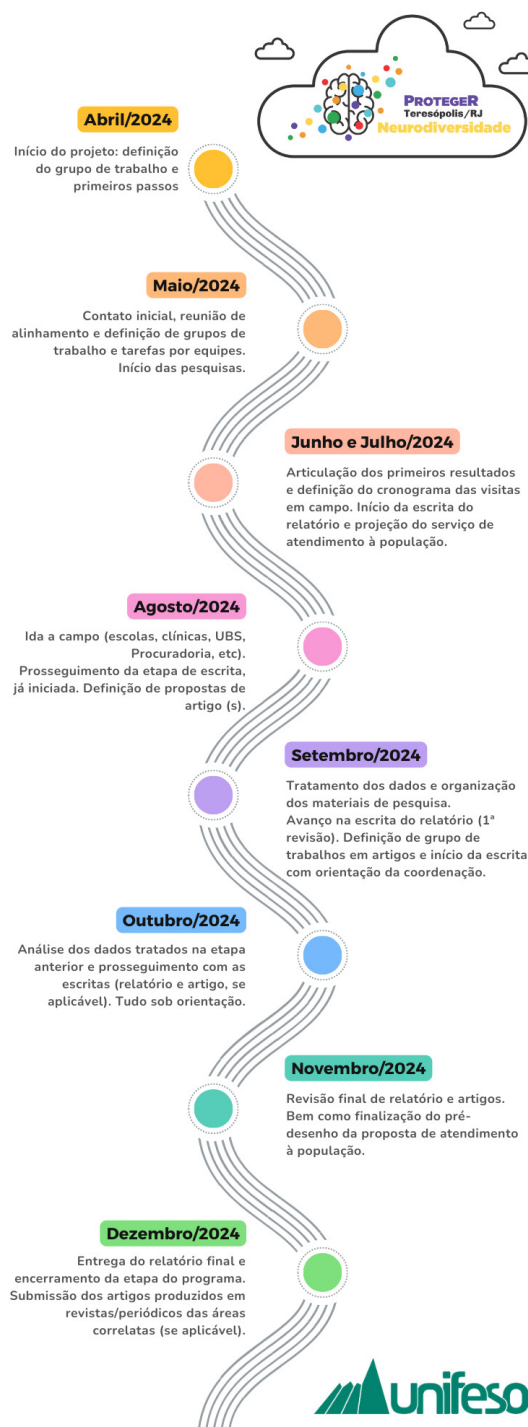 PROTEGER
Teresópolis/RJ
Neurodiversidade
Abril/2024
Início do projeto: definição
do grupo de trabalho e
primeiros passos
Maio/2024
Contato inicial, reunião de
alinhamento e definição de grupos de
trabalho e tarefas por equipes.
Início das pesquisas.
Junho e Julho/2024
Articulação dos primeiros resultados
e definição do cronograma das visitas
em campo. Início da escrita do
relatório e projeção do serviço de
atendimento à população.
Agosto/2024
Ida a campo (escolas, clínicas, UBS,
Procuradoria, etc).
Prosseguimento da etapa de escrita,
já iniciada. Definição de propostas de
artigo (s).
Setembro/2024
Tratamento dos dados e organização
dos materiais de pesquisa.
Avanço na escrita do relatório (1ª
revisão). Definição de grupo de
trabalhos em artigos e início da escrita
com orientação da coordenação.
Outubro/2024
Análise dos dados tratados na etapa
anterior e prosseguimento com as
escritas (relatório e artigo, se
aplicável). Tudo sob orientação.
Novembro/2024
Revisão final de relatório e artigos.
Bem como finalização do pré-
desenho da proposta de atendimento
à população.
Dezembro/2024
Entrega do relatório final e
encerramento da etapa do programa.
Submissão dos artigos produzidos em
revistas/periódicos das áreas
correlatas (se aplicável).
unifeso